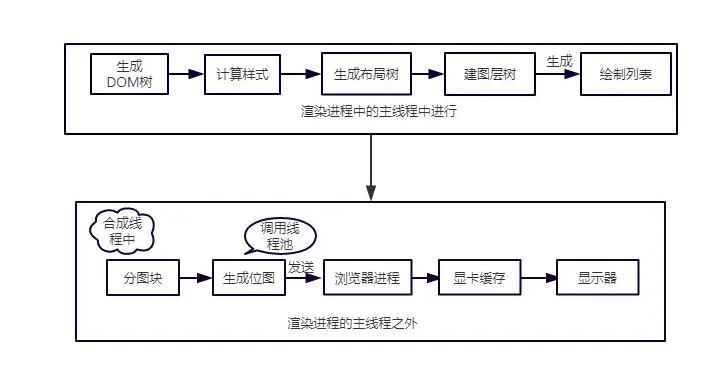 生成
DOM树
计算样式
生成布局树
建图层树
生成
绘制列表
渲染进程中的主线程中进行
合成线
程中
调用线
程池
分图块
生成位图
发送
浏览器进程
显卡缓存
显示器
渲染进程的主线程之外